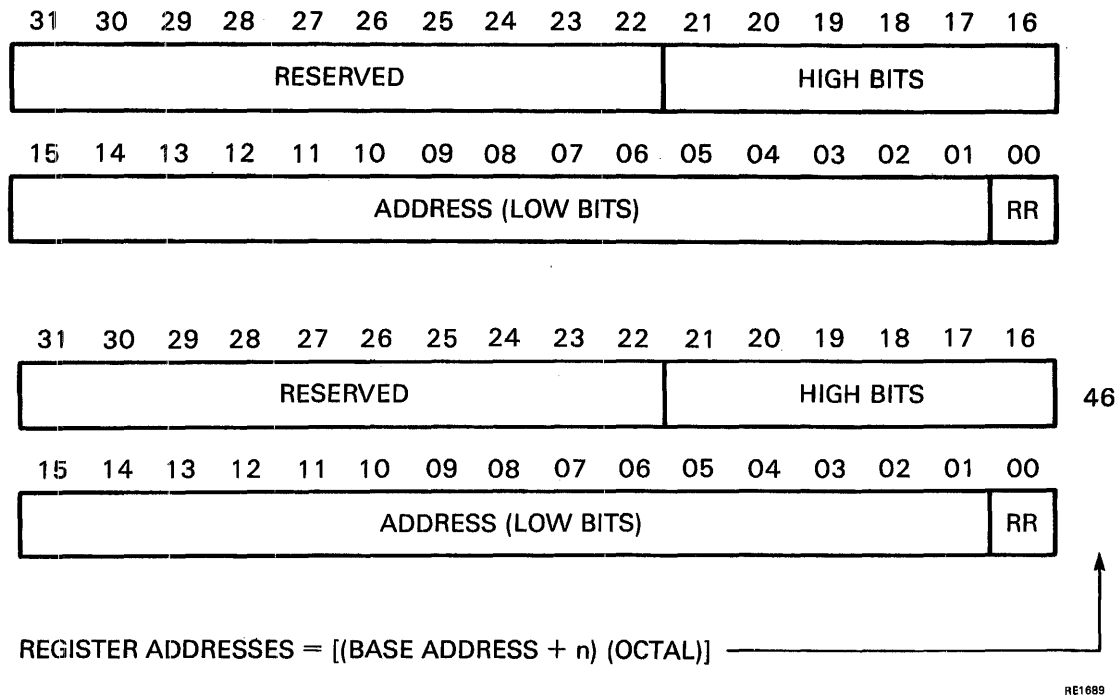 31 30 29 28 27 26 25 24 23 22 21 20 19 18 17 16
RESERVED HIGH BITS
15 14 13 12 11 10 09 08 07 06 05 04 03 02 01 00
ADDRESS (LOW BITS) RR
31 30 29 28 27 26 25 24 23 22 21 20 19 18 17 16
RESERVED HIGH BITS 46
15 14 13 12 11 10 09 08 07 06 05 04 03 02 01 00
ADDRESS (LOW BITS) RR
REGISTER ADDRESSES = [(BASE ADDRESS + n) (OCTAL)]
RE1689